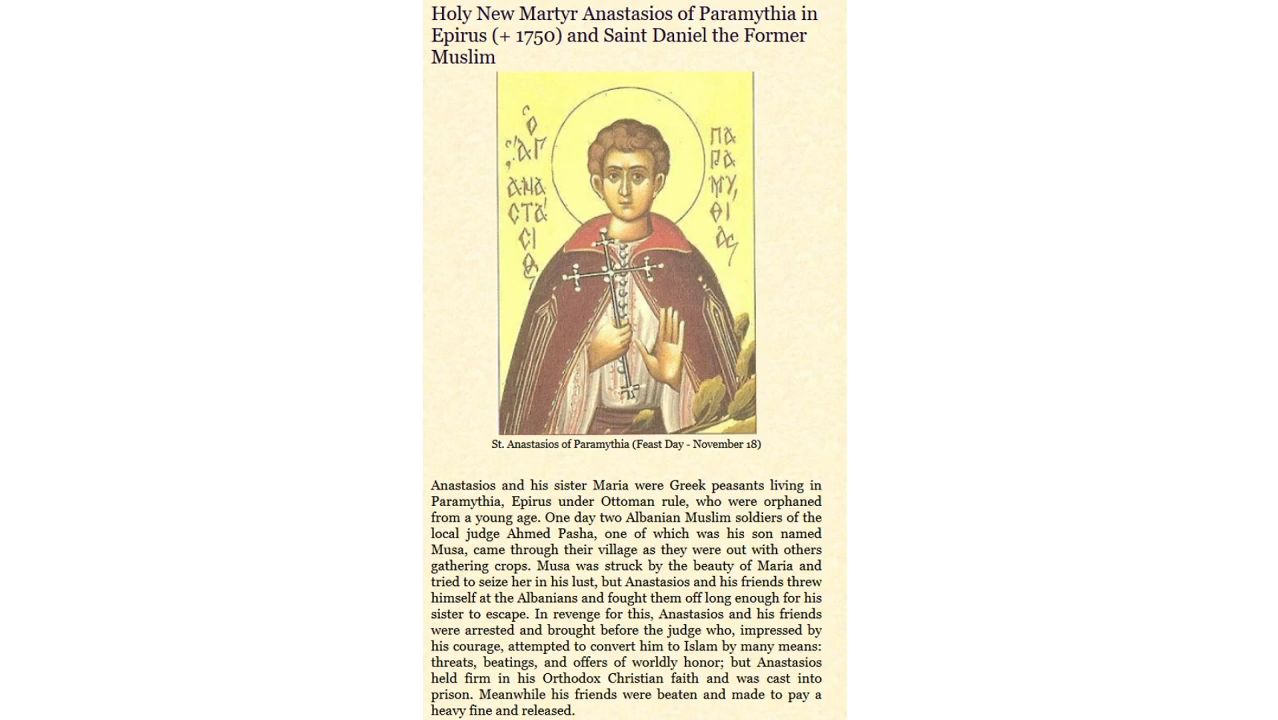 Holy New Martyr Anastasios of Paramythia in
Epirus (+ 1750) and Saint Daniel the Former
Muslim
Ὁ
ἍΓ
ΑΝΑ
СΤΑ
СΙ
ΟС
ΠΑ
ΡΑ
ΜΥ
ΘΙ
ΑС
St. Anastasios of Paramythia (Feast Day - November 18)
Anastasios and his sister Maria were Greek peasants living in
Paramythia, Epirus under Ottoman rule, who were orphaned
from a young age. One day two Albanian Muslim soldiers of the
local judge Ahmed Pasha, one of which was his son named
Musa, came through their village as they were out with others
gathering crops. Musa was struck by the beauty of Maria and
tried to seize her in his lust, but Anastasios and his friends threw
himself at the Albanians and fought them off long enough for his
sister to escape. In revenge for this, Anastasios and his friends
were arrested and brought before the judge who, impressed by
his courage, attempted to convert him to Islam by many means:
threats, beatings, and offers of worldly honor; but Anastasios
held firm in his Orthodox Christian faith and was cast into
prison. Meanwhile his friends were beaten and made to pay a
heavy fine and released.